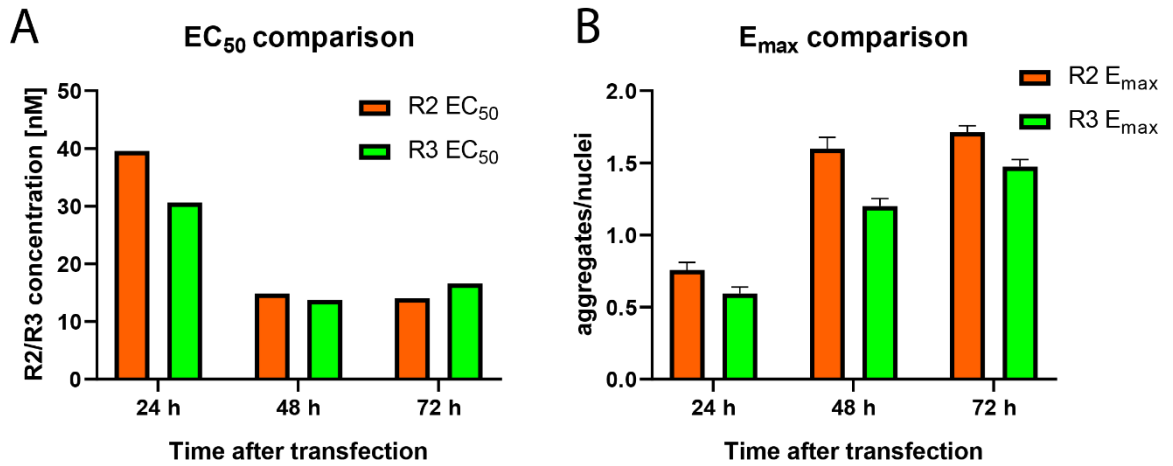 A
EC50 comparison
R2/R3 concentration [nM]
50
40
30
20
10
0
R2 EC50
R3 EC50
24 h
48 h
72 h
Time after transfection
B
Emax comparison
aggregates/nuclei
2.0
1.5
1.0
0.5
0.0
R2 Emax
R3 Emax
24 h
48 h
72 h
Time after transfection